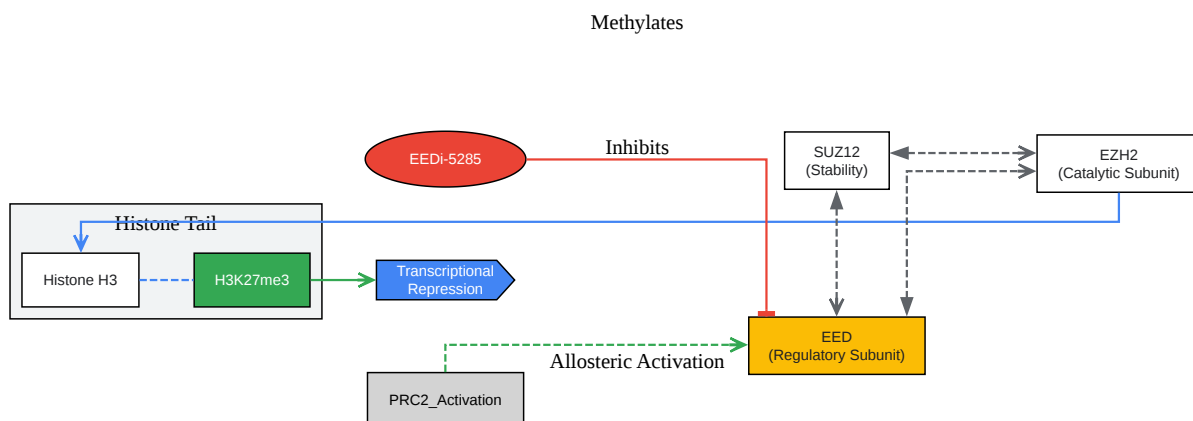 Methylates
EEDi-5285
Inhibits
SUZ12
(Stability)
EZH2
(Catalytic Subunit)
Histone Tail
Histone H3
H3K27me3
Transcriptional
Repression
EED
(Regulatory Subunit)
Allosteric Activation
PRC2_Activation